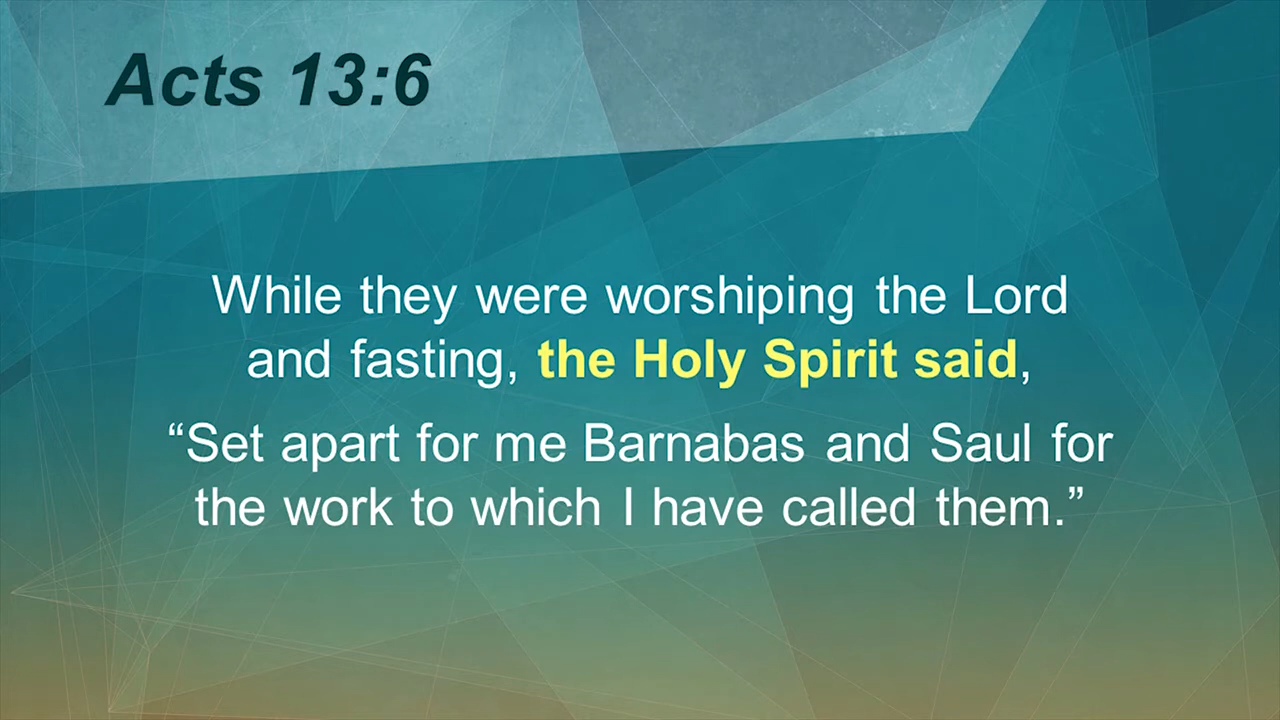 Acts 13:6
While they were worshiping the Lord
and fasting, the Holy Spirit said,
“Set apart for me Barnabas and Saul for
the work to which I have called them.”